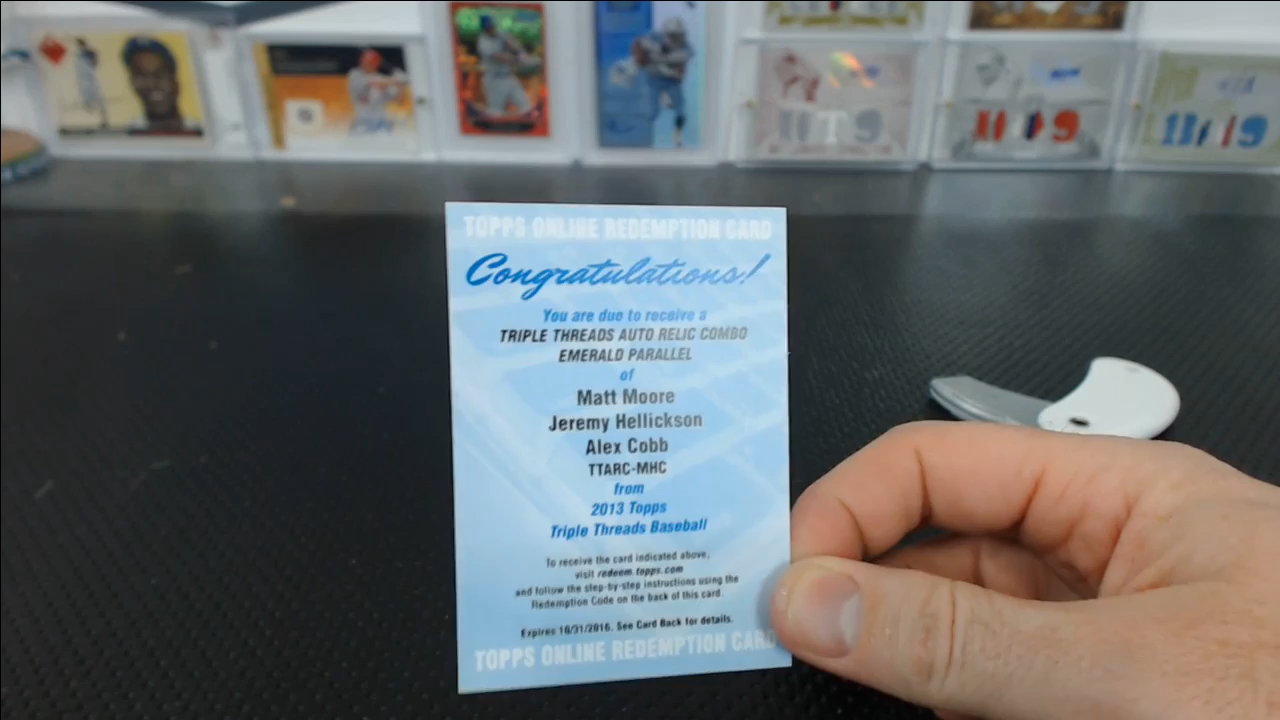 TOPPS ONLINE REDEMPTION CARD
Congratulations!
You are due to receive a
TRIPLE THREADS AUTO RELIC COMBO
EMERALD PARALLEL
of
Matt Moore
Jeremy Hellickson
Alex Cobb
TTARC-MHC
from
2013 Topps
Triple Threads Baseball
To receive the card indicated above,
visit redeem.topps.com
and follow the step-by-step instructions using the
Redemption Code on the back of this card.
Expires 10/31/2016. See Card Back for details.
TOPPS ONLINE REDEMPTION CARD